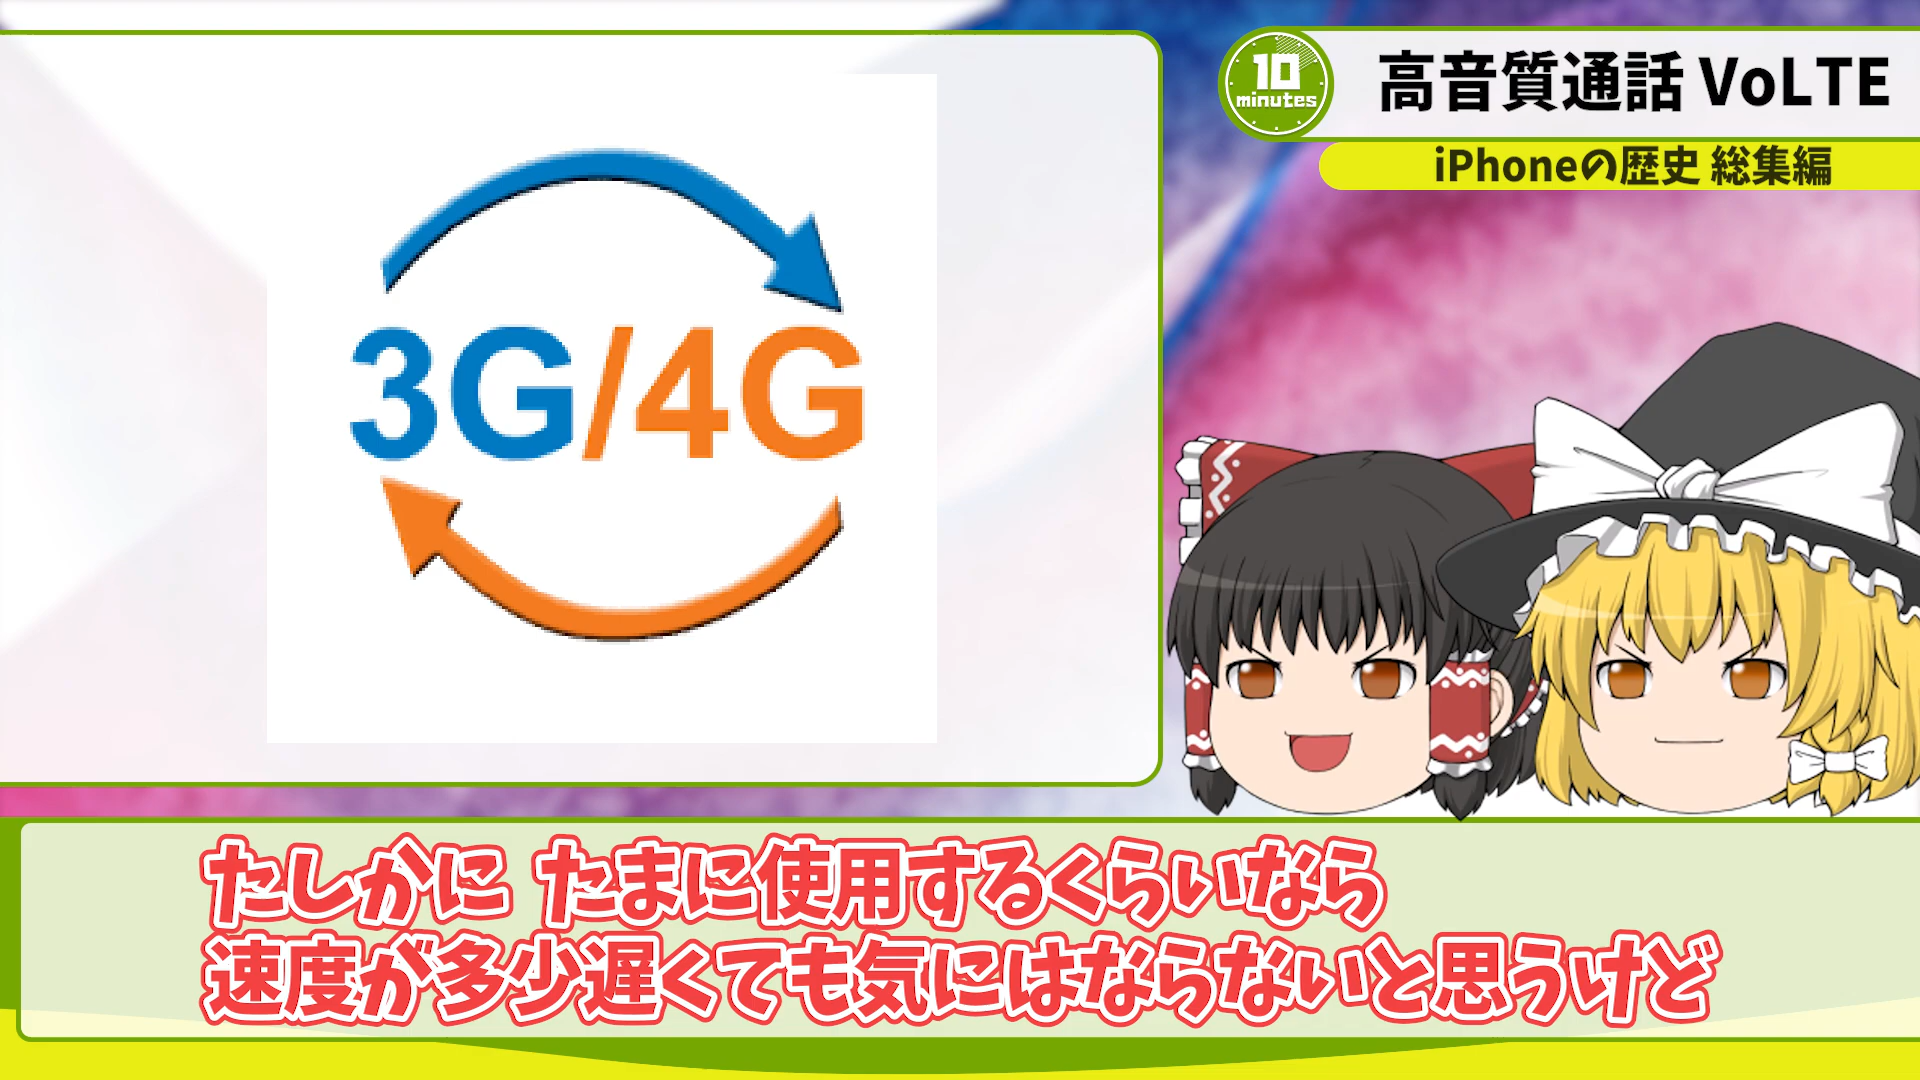 10
minutes
高音質通話 VoLTE
iPhoneの歴史 総集編
3G/4G
たしかに たまに使用するくらいなら
速度が多少遅くても気にはならないと思うけど